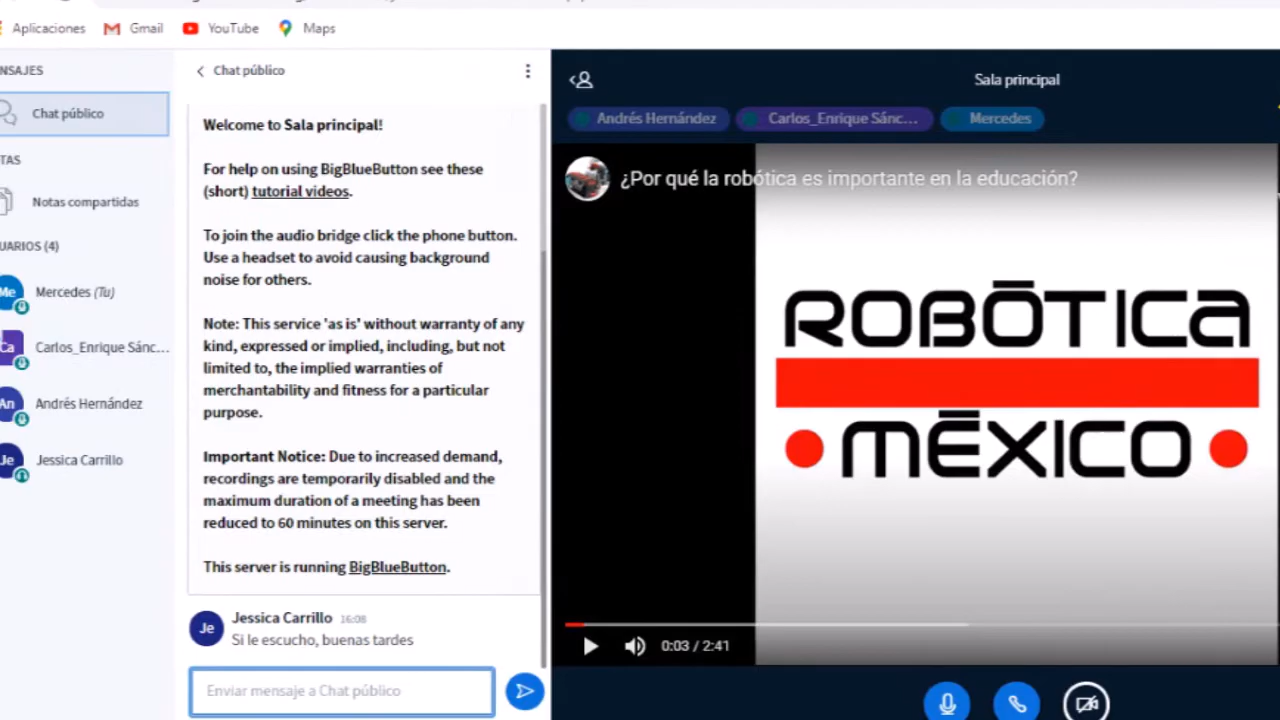 Aplicaciones Gmail YouTube Maps
NSAJES
Chat público
TAS
Notas compartidas
UARIOS (4)
Me Mercedes (Tu)
Ca Carlos_Enrique Sánc...
An Andrés Hernández
Je Jessica Carrillo
Chat público
Welcome to Sala principal!
For help on using BigBlueButton see these
(short) tutorial videos.
To join the audio bridge click the phone button.
Use a headset to avoid causing background
noise for others.
Note: This service 'as is' without warranty of any
kind, expressed or implied, including, but not
limited to, the implied warranties of
merchantability and fitness for a particular
purpose.
Important Notice: Due to increased demand,
recordings are temporarily disabled and the
maximum duration of a meeting has been
reduced to 60 minutes on this server.
This server is running BigBlueButton.
Je Jessica Carrillo 16:08
Si le escucho, buenas tardes
Enviar mensaje a Chat público
Sala principal
Andrés Hernández Carlos_Enrique Sánc... Mercedes
¿Por qué la robótica es importante en la educación?
ROBŌTICA
MĒXICO
0:03 / 2:41